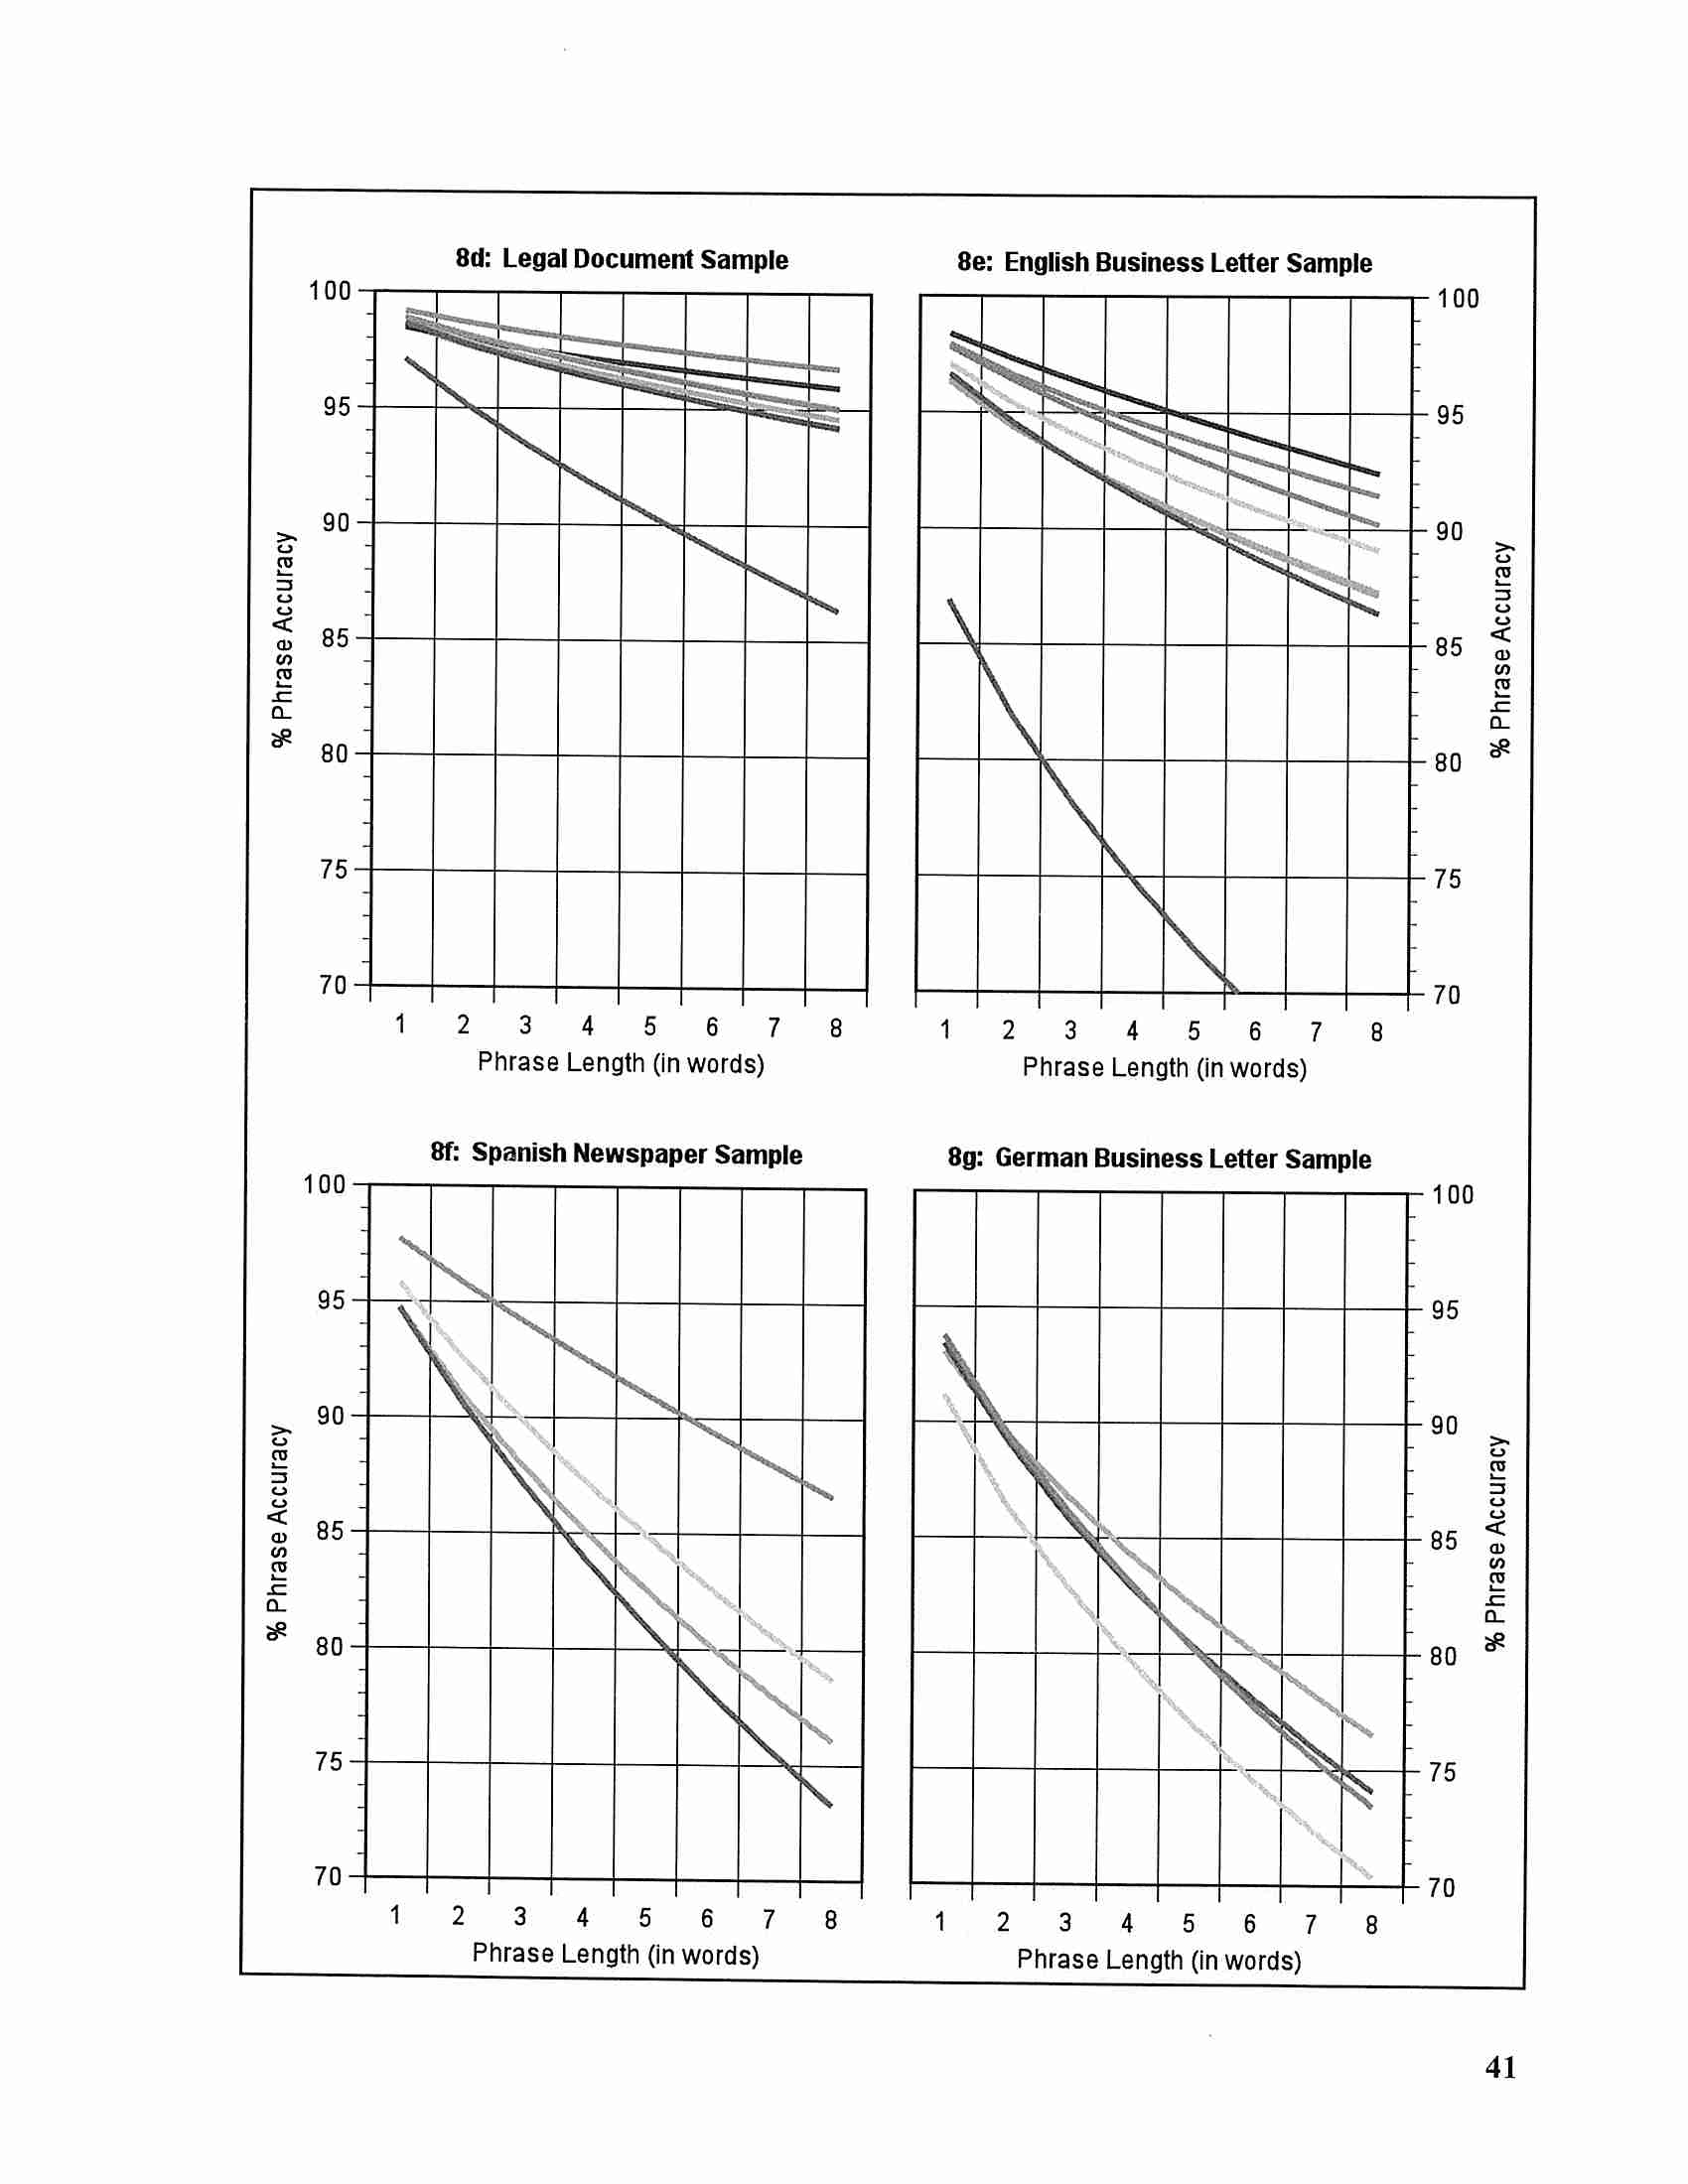 8d: Legal Document Sample
100
95
90
85
80
75
70
% Phrase Accuracy
1 2 3 4 5 6 7 8
Phrase Length (in words)
8e: English Business Letter Sample
100
95
90
85
80
75
70
% Phrase Accuracy
1 2 3 4 5 6 7 8
Phrase Length (in words)
8f: Spanish Newspaper Sample
100
95
90
85
80
75
70
% Phrase Accuracy
1 2 3 4 5 6 7 8
Phrase Length (in words)
8g: German Business Letter Sample
100
95
90
85
80
75
70
% Phrase Accuracy
1 2 3 4 5 6 7 8
Phrase Length (in words)
41